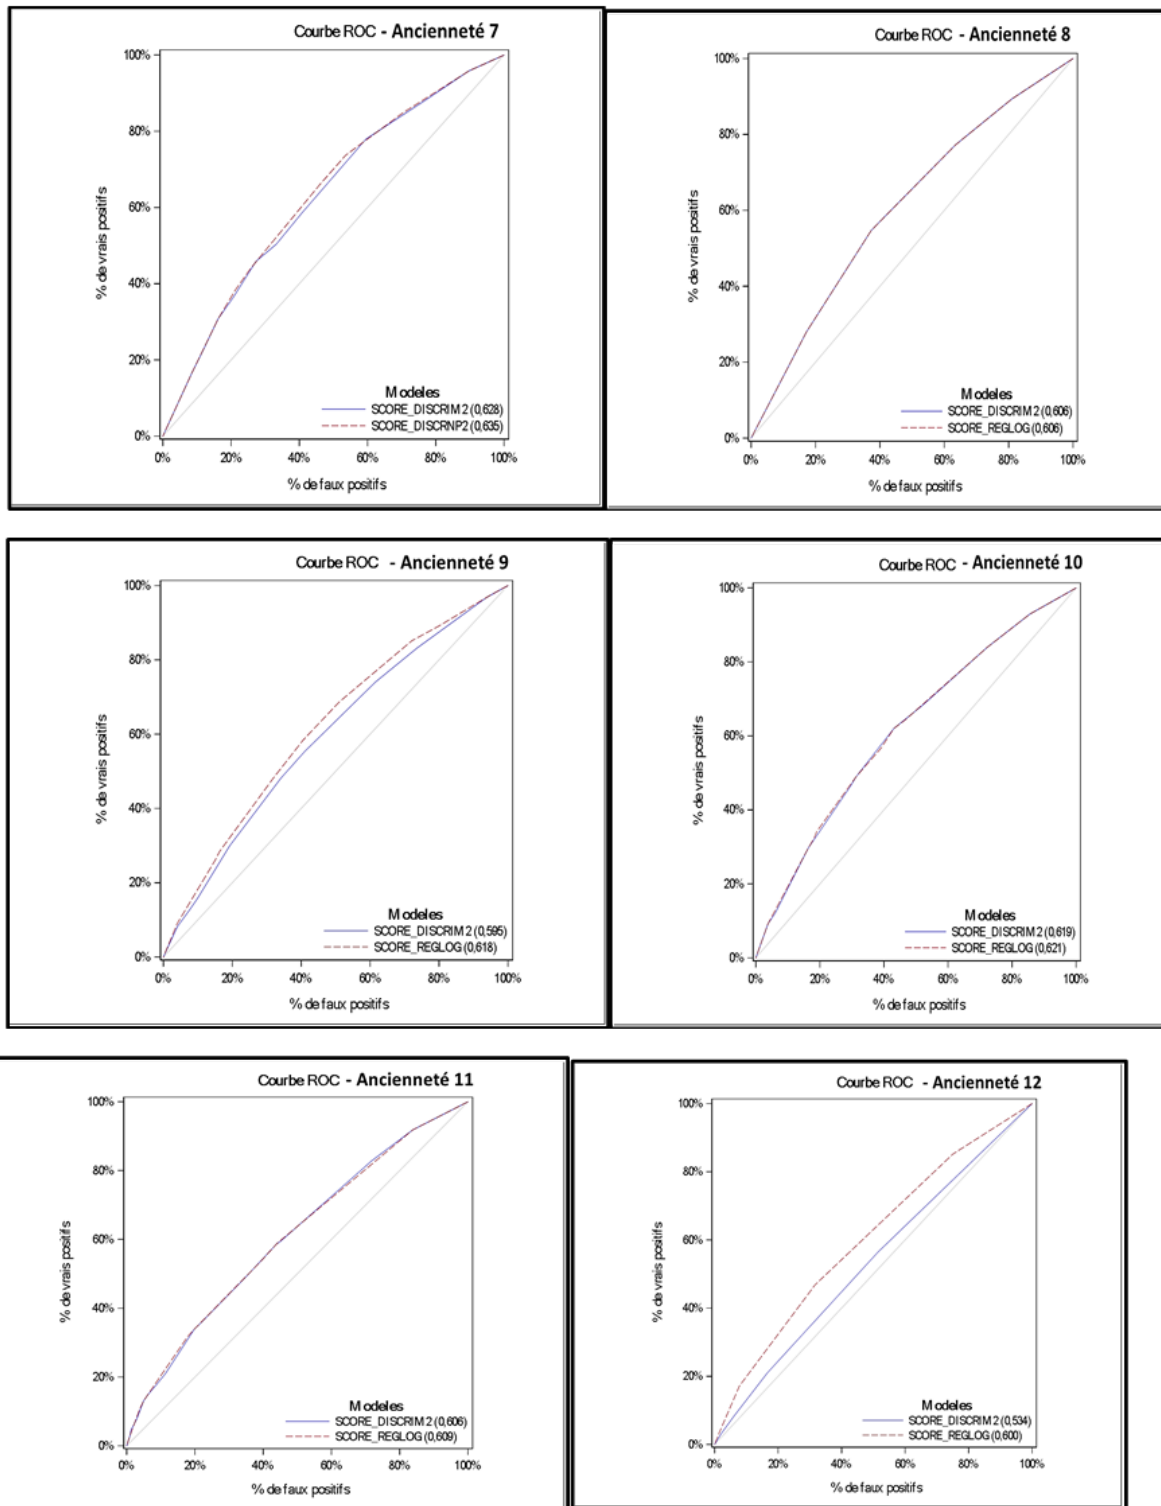 Courbe ROC - Ancienneté 7
100%
80%
60%
40%
20%
0%
% de vrais positifs
Modeles
SCORE_DISCRIM2 (0,628)
SCORE_DISCRNP2 (0,635)
0% 20% 40% 60% 80% 100%
% de faux positifs
Courbe ROC - Ancienneté 8
100%
80%
60%
40%
20%
0%
% de vrais positifs
Modeles
SCORE_DISCRIM2 (0,606)
SCORE_REGLOG (0,606)
0% 20% 40% 60% 80% 100%
% de faux positifs
Courbe ROC - Ancienneté 9
100%
80%
60%
40%
20%
0%
% de vrais positifs
Modeles
SCORE_DISCRIM2 (0,595)
SCORE_REGLOG (0,618)
0% 20% 40% 60% 80% 100%
% de faux positifs
Courbe ROC - Ancienneté 10
100%
80%
60%
40%
20%
0%
% de vrais positifs
Modeles
SCORE_DISCRIM2 (0,619)
SCORE_REGLOG (0,621)
0% 20% 40% 60% 80% 100%
% de faux positifs
Courbe ROC - Ancienneté 11
100%
80%
60%
40%
20%
0%
% de vrais positifs
Modeles
SCORE_DISCRIM2 (0,606)
SCORE_REGLOG (0,609)
0% 20% 40% 60% 80% 100%
% de faux positifs
Courbe ROC - Ancienneté 12
100%
80%
60%
40%
20%
0%
% de vrais positifs
Modeles
SCORE_DISCRIM2 (0,534)
SCORE_REGLOG (0,600)
0% 20% 40% 60% 80% 100%
% de faux positifs